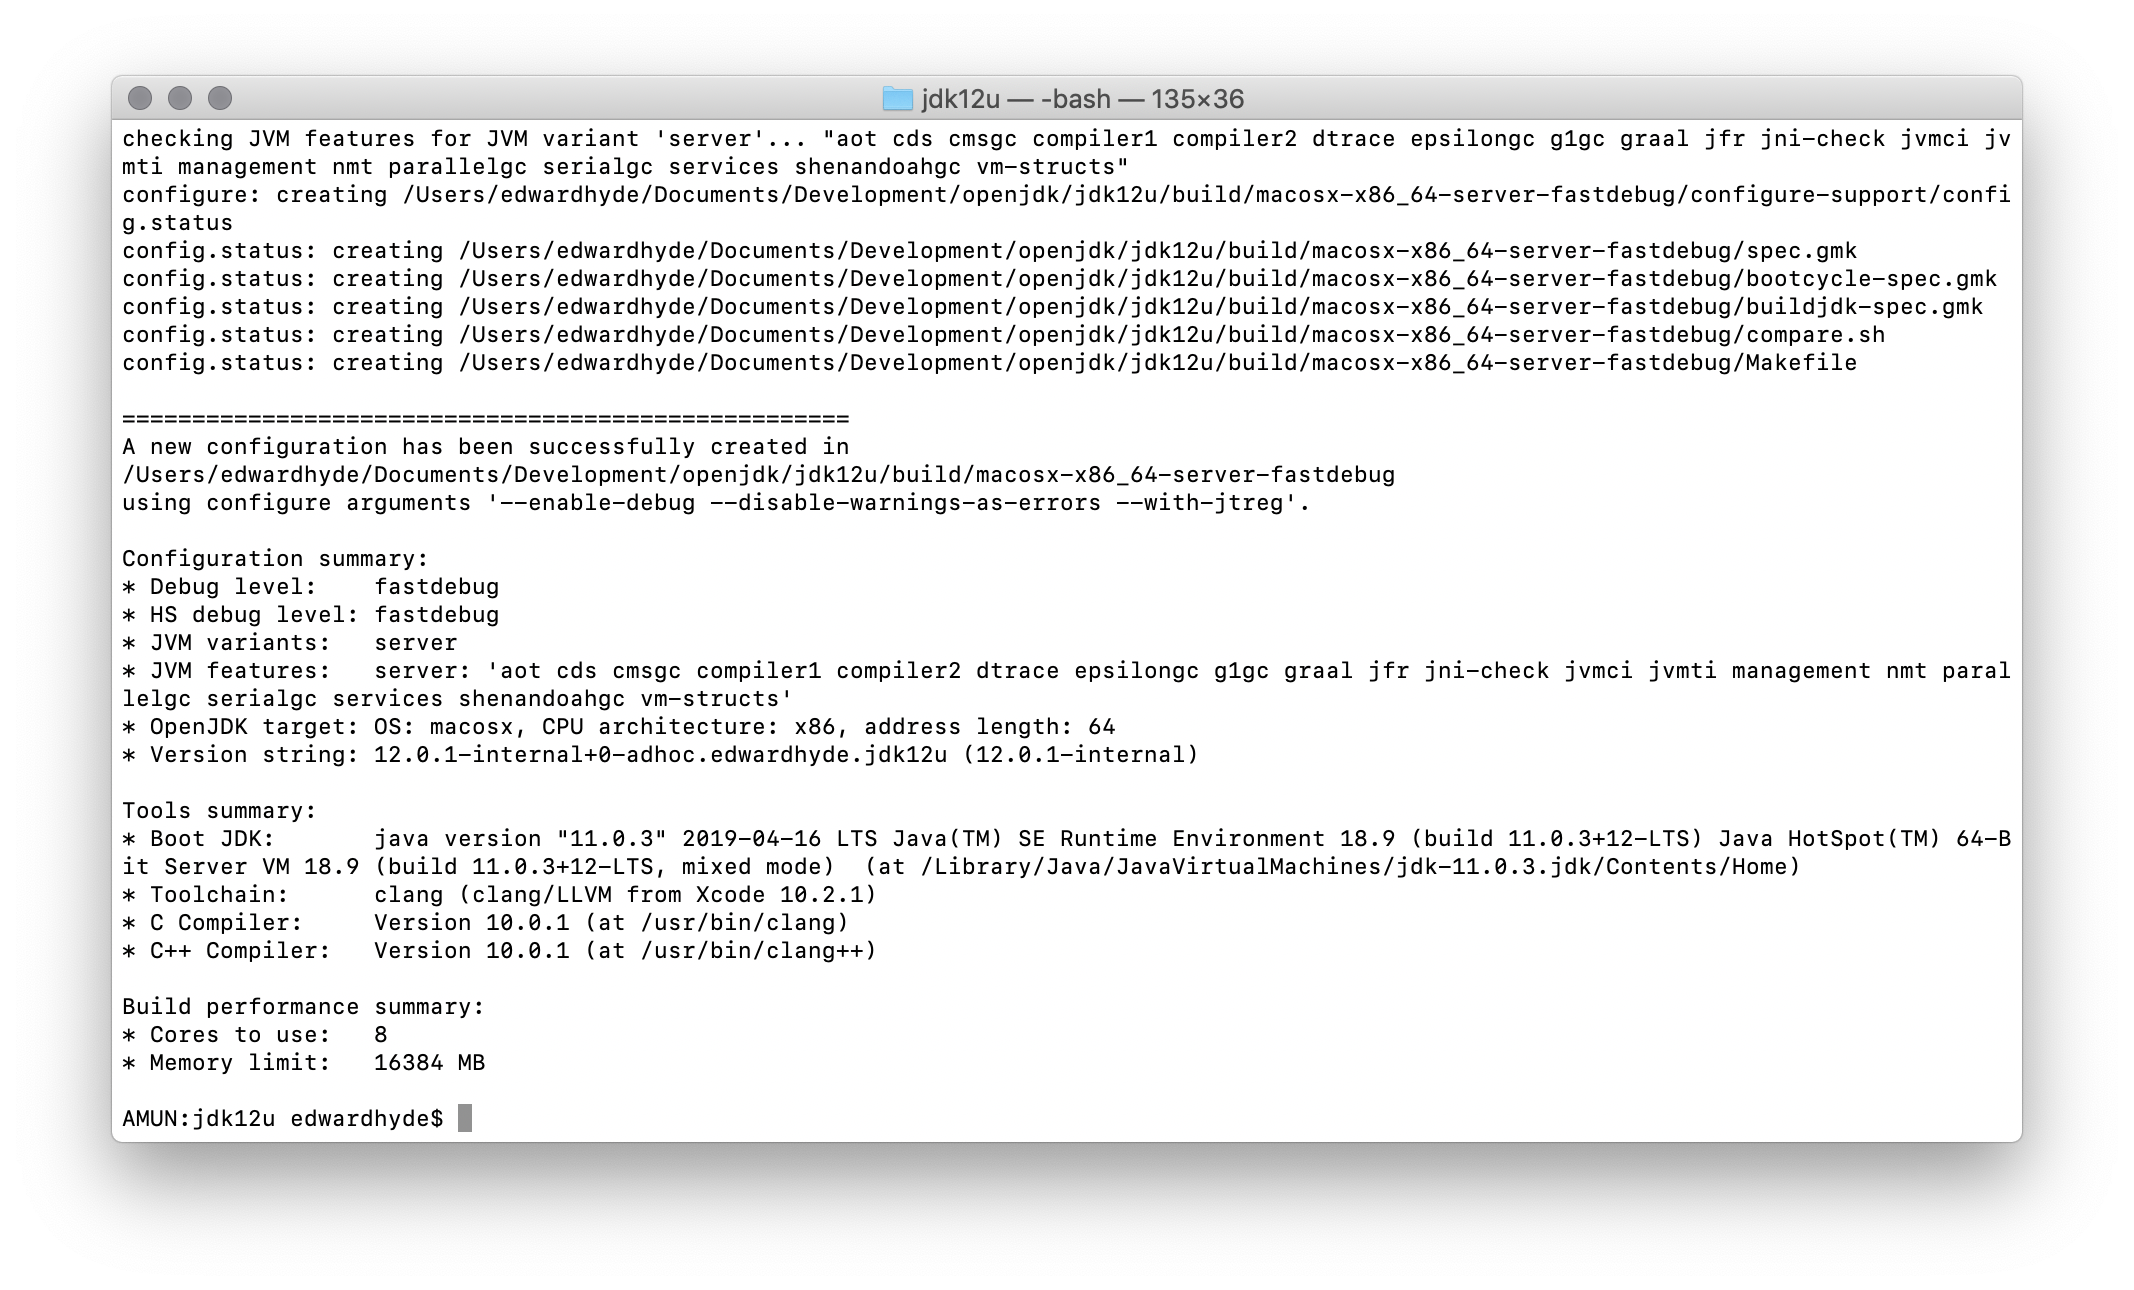 jdk12u — -bash — 135×36
checking JVM features for JVM variant 'server'... "aot cds cmsgc compiler1 compiler2 dtrace epsilongc g1gc graal jfr jni-check jvmci jv
mti management nmt parallelgc serialgc services shenandoahgc vm-structs"
configure: creating /Users/edwardhyde/Documents/Development/openjdk/jdk12u/build/macosx-x86_64-server-fastdebug/configure-support/confi
g.status
config.status: creating /Users/edwardhyde/Documents/Development/openjdk/jdk12u/build/macosx-x86_64-server-fastdebug/spec.gmk
config.status: creating /Users/edwardhyde/Documents/Development/openjdk/jdk12u/build/macosx-x86_64-server-fastdebug/bootcycle-spec.gmk
config.status: creating /Users/edwardhyde/Documents/Development/openjdk/jdk12u/build/macosx-x86_64-server-fastdebug/buildjdk-spec.gmk
config.status: creating /Users/edwardhyde/Documents/Development/openjdk/jdk12u/build/macosx-x86_64-server-fastdebug/compare.sh
config.status: creating /Users/edwardhyde/Documents/Development/openjdk/jdk12u/build/macosx-x86_64-server-fastdebug/Makefile

====================================================
A new configuration has been successfully created in
/Users/edwardhyde/Documents/Development/openjdk/jdk12u/build/macosx-x86_64-server-fastdebug
using configure arguments '--enable-debug --disable-warnings-as-errors --with-jtreg'.

Configuration summary:
* Debug level:    fastdebug
* HS debug level: fastdebug
* JVM variants:   server
* JVM features:   server: 'aot cds cmsgc compiler1 compiler2 dtrace epsilongc g1gc graal jfr jni-check jvmci jvmti management nmt paral
lelgc serialgc services shenandoahgc vm-structs'
* OpenJDK target: OS: macosx, CPU architecture: x86, address length: 64
* Version string: 12.0.1-internal+0-adhoc.edwardhyde.jdk12u (12.0.1-internal)

Tools summary:
* Boot JDK:       java version "11.0.3" 2019-04-16 LTS Java(TM) SE Runtime Environment 18.9 (build 11.0.3+12-LTS) Java HotSpot(TM) 64-B
it Server VM 18.9 (build 11.0.3+12-LTS, mixed mode)  (at /Library/Java/JavaVirtualMachines/jdk-11.0.3.jdk/Contents/Home)
* Toolchain:      clang (clang/LLVM from Xcode 10.2.1)
* C Compiler:     Version 10.0.1 (at /usr/bin/clang)
* C++ Compiler:   Version 10.0.1 (at /usr/bin/clang++)

Build performance summary:
* Cores to use:   8
* Memory limit:   16384 MB

AMUN:jdk12u edwardhyde$